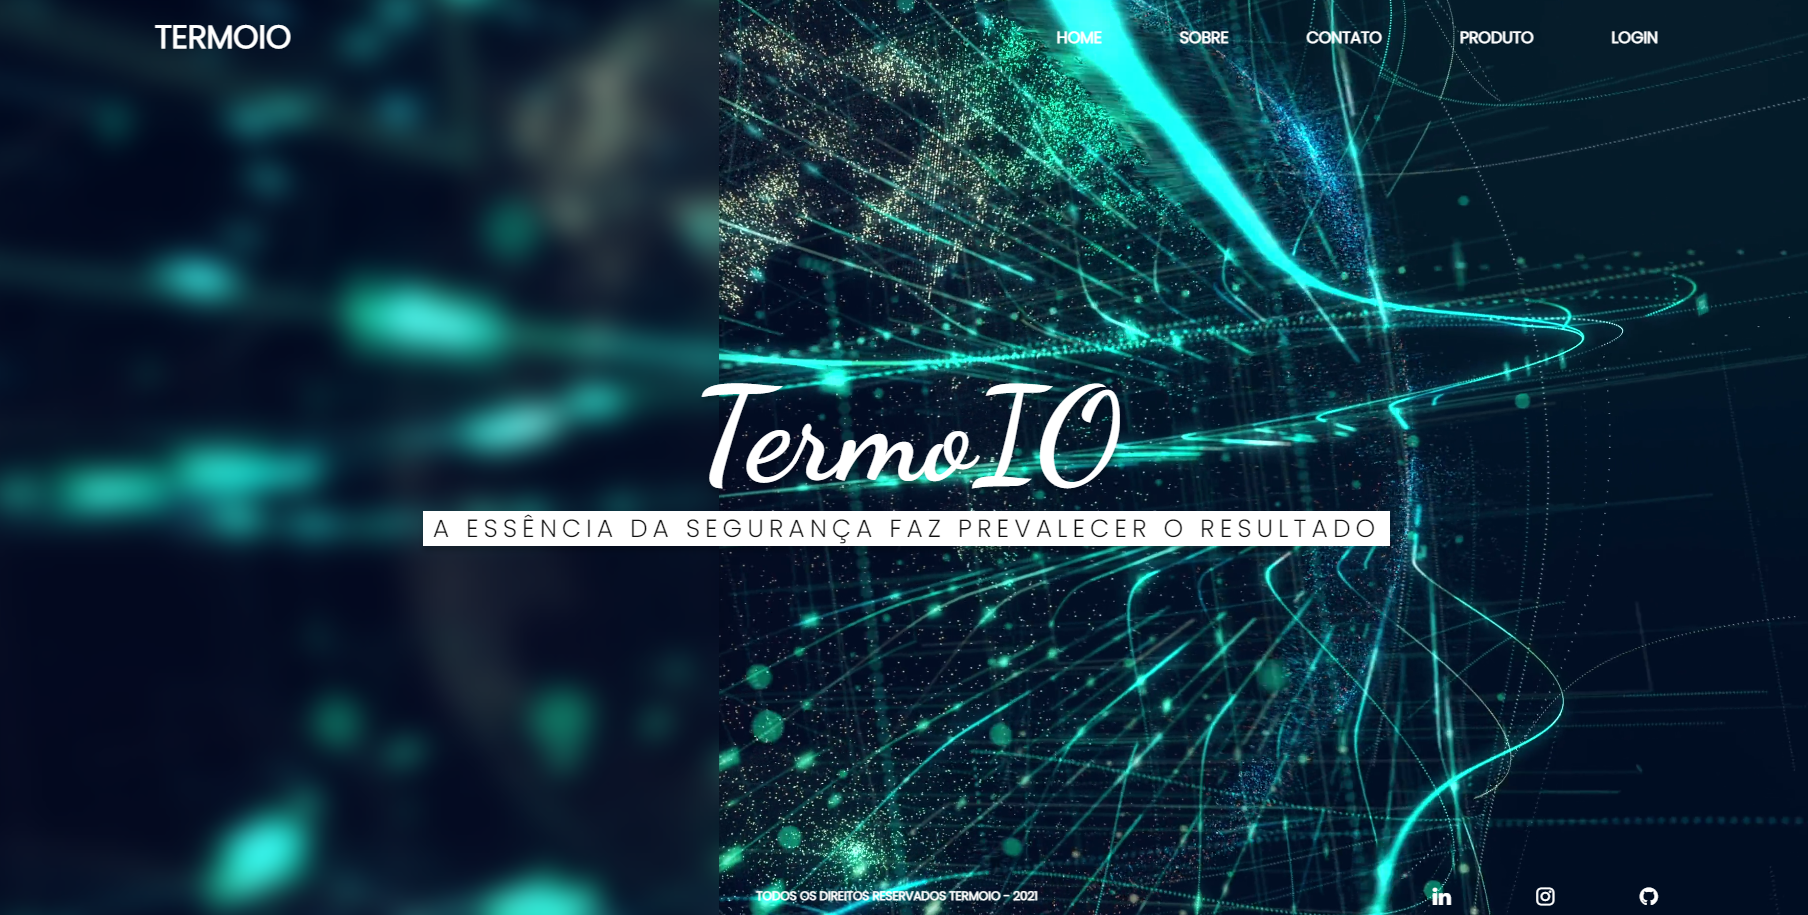 TERMOIO
HOME SOBRE CONTATO PRODUTO LOGIN
TermoIO
A ESSÊNCIA DA SEGURANÇA FAZ PREVALECER O RESULTADO
TODOS OS DIREITOS RESERVADOS TERMOIO - 2021